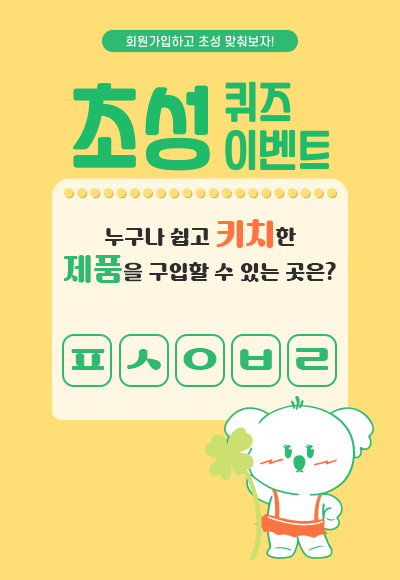 회원가입하고 초성 맞춰보자!
초성 퀴즈
이벤트
누구나 쉽고 키치한
제품을 구입할 수 있는 곳은?
ㅍ ㅅ ㅇ ㅂ ㄹ